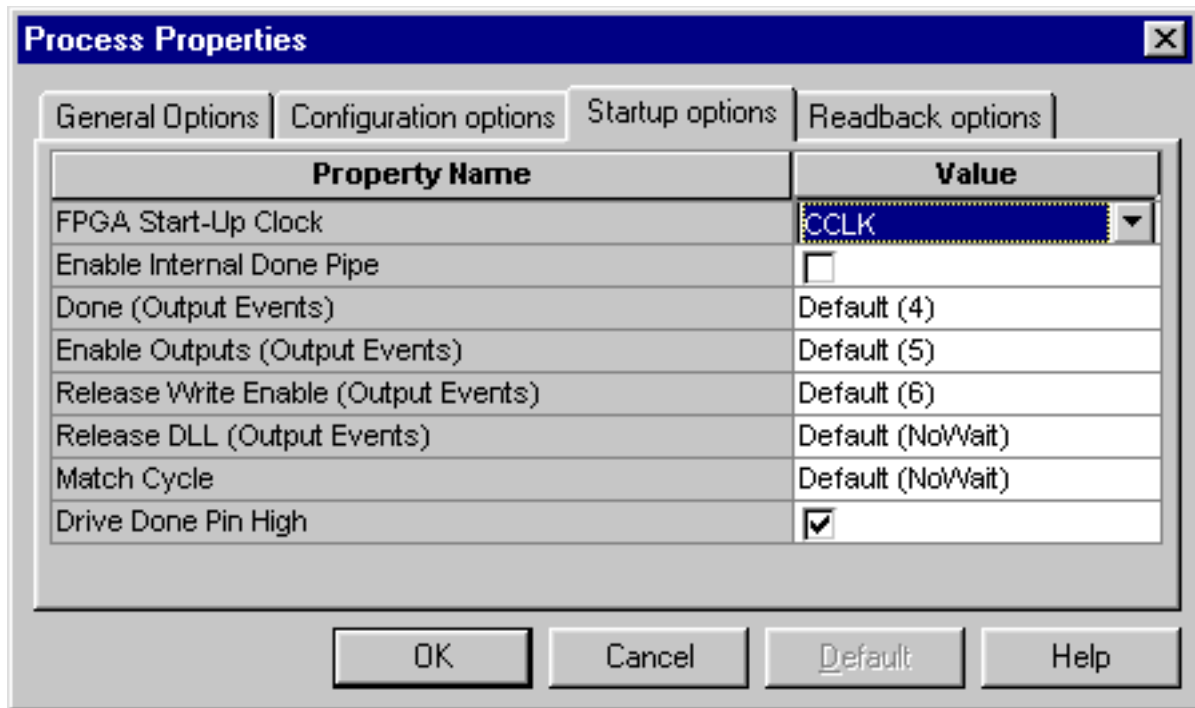 Process Properties
General Options Configuration options Startup options Readback options
Property Name Value
FPGA Start-Up Clock CCLK
Enable Internal Done Pipe
Done (Output Events) Default (4)
Enable Outputs (Output Events) Default (5)
Release Write Enable (Output Events) Default (6)
Release DLL (Output Events) Default (NoWait)
Match Cycle Default (NoWait)
Drive Done Pin High
OK Cancel Default Help